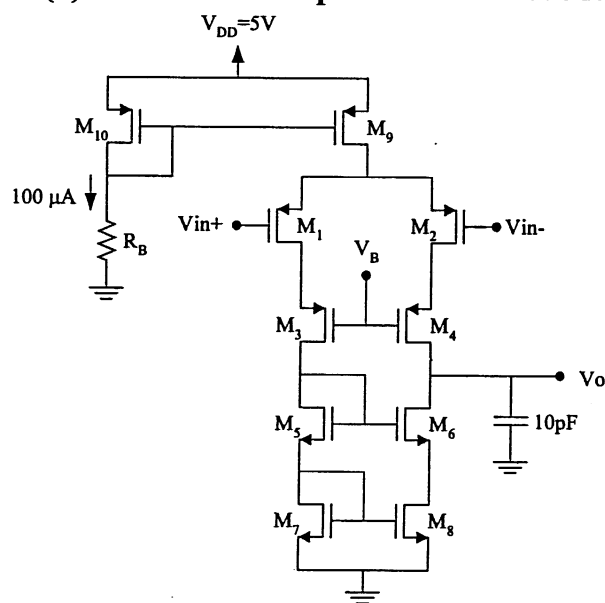 V_DD=5V
M_10
M_9
100 μA
Vin+
M_1
M_2
Vin-
R_B
V_B
M_3
M_4
Vo
M_5
M_6
10pF
M_7
M_8